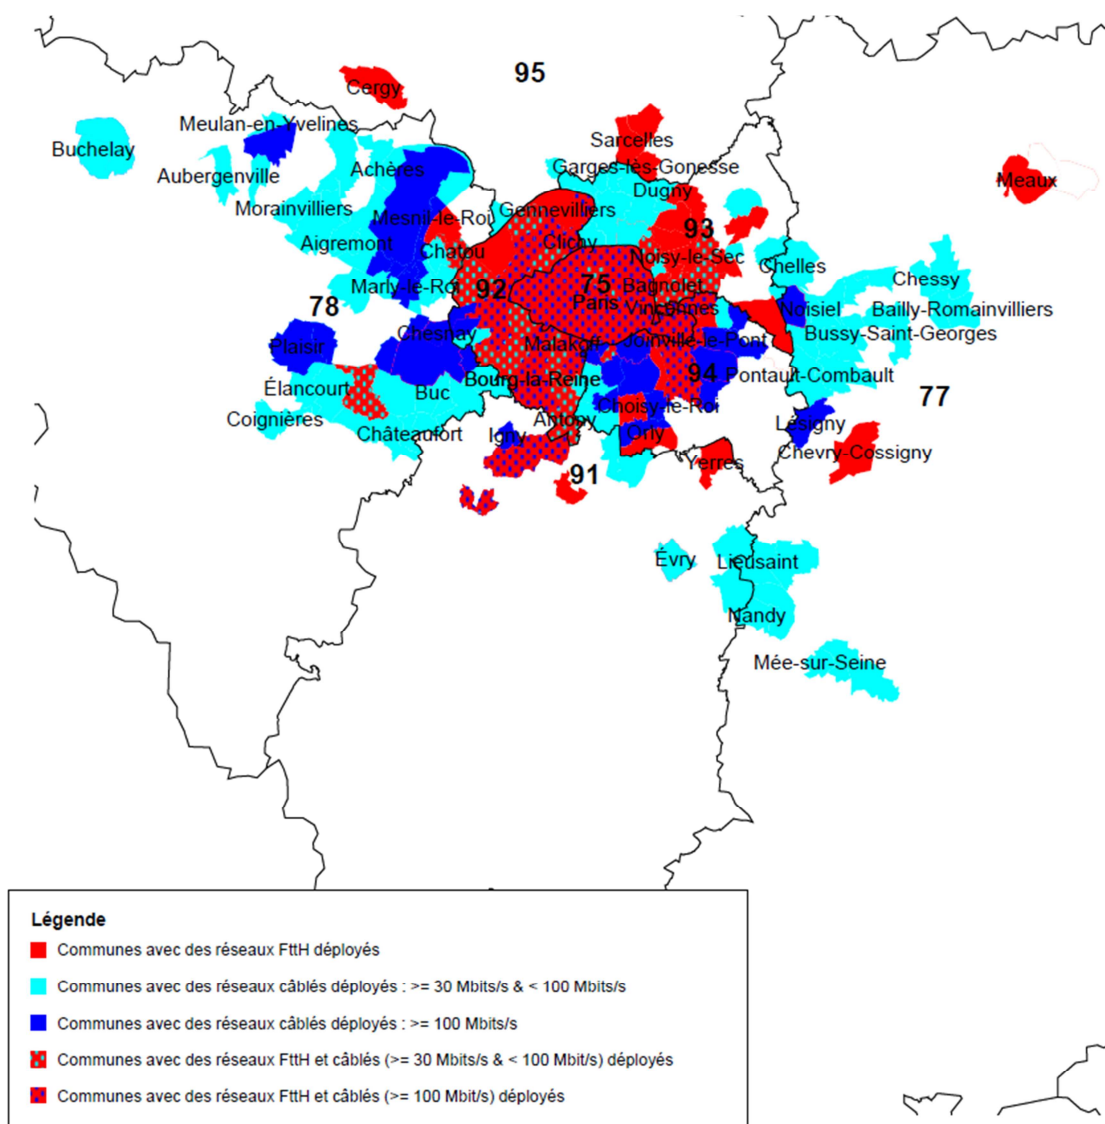 95
Cergy
Meulan-en-Yvelines
Sarcelles
Buchelay
Achères
Garges-lès-Gonesse
Aubergenville
Dugny
Meaux
Morainvilliers
Mesnil-le-Roi
Gennevilliers
93
Aigremont
Chatou
Clichy
Noisy-le-Sec
Chelles
Chessy
Marly-le-Roi
92
75
Bagnolet
78
Paris
Vincennes
Noisiel
Bailly-Romainvilliers
Chesnay
Bussy-Saint-Georges
Plaisir
Malakoff
Joinville-le-Pont
Élancourt
Buc
Bourg-la-Reine
94
Pontault-Combault
77
Coignières
Choisy-le-Roi
Châteaufort
Antony
Igny
Orly
Lésigny
Yerres
Chevry-Cossigny
91
Évry
Lieusaint
Nandy
Mée-sur-Seine
Légende
Communes avec des réseaux FttH déployés
Communes avec des réseaux câblés déployés : >= 30 Mbits/s & < 100 Mbits/s
Communes avec des réseaux câblés déployés : >= 100 Mbits/s
Communes avec des réseaux FttH et câblés (>= 30 Mbits/s & < 100 Mbit/s) déployés
Communes avec des réseaux FttH et câblés (>= 100 Mbit/s) déployés